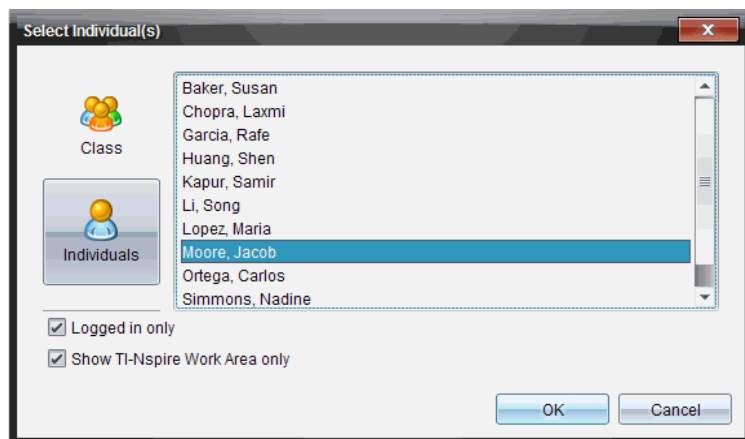 Select Individual(s)
Class
Individuals
Baker, Susan
Chopra, Laxmi
Garcia, Rafe
Huang, Shen
Kapur, Samir
Li, Song
Lopez, Maria
Moore, Jacob
Ortega, Carlos
Simmons, Nadine
Logged in only
Show TI-Nspire Work Area only
OK
Cancel